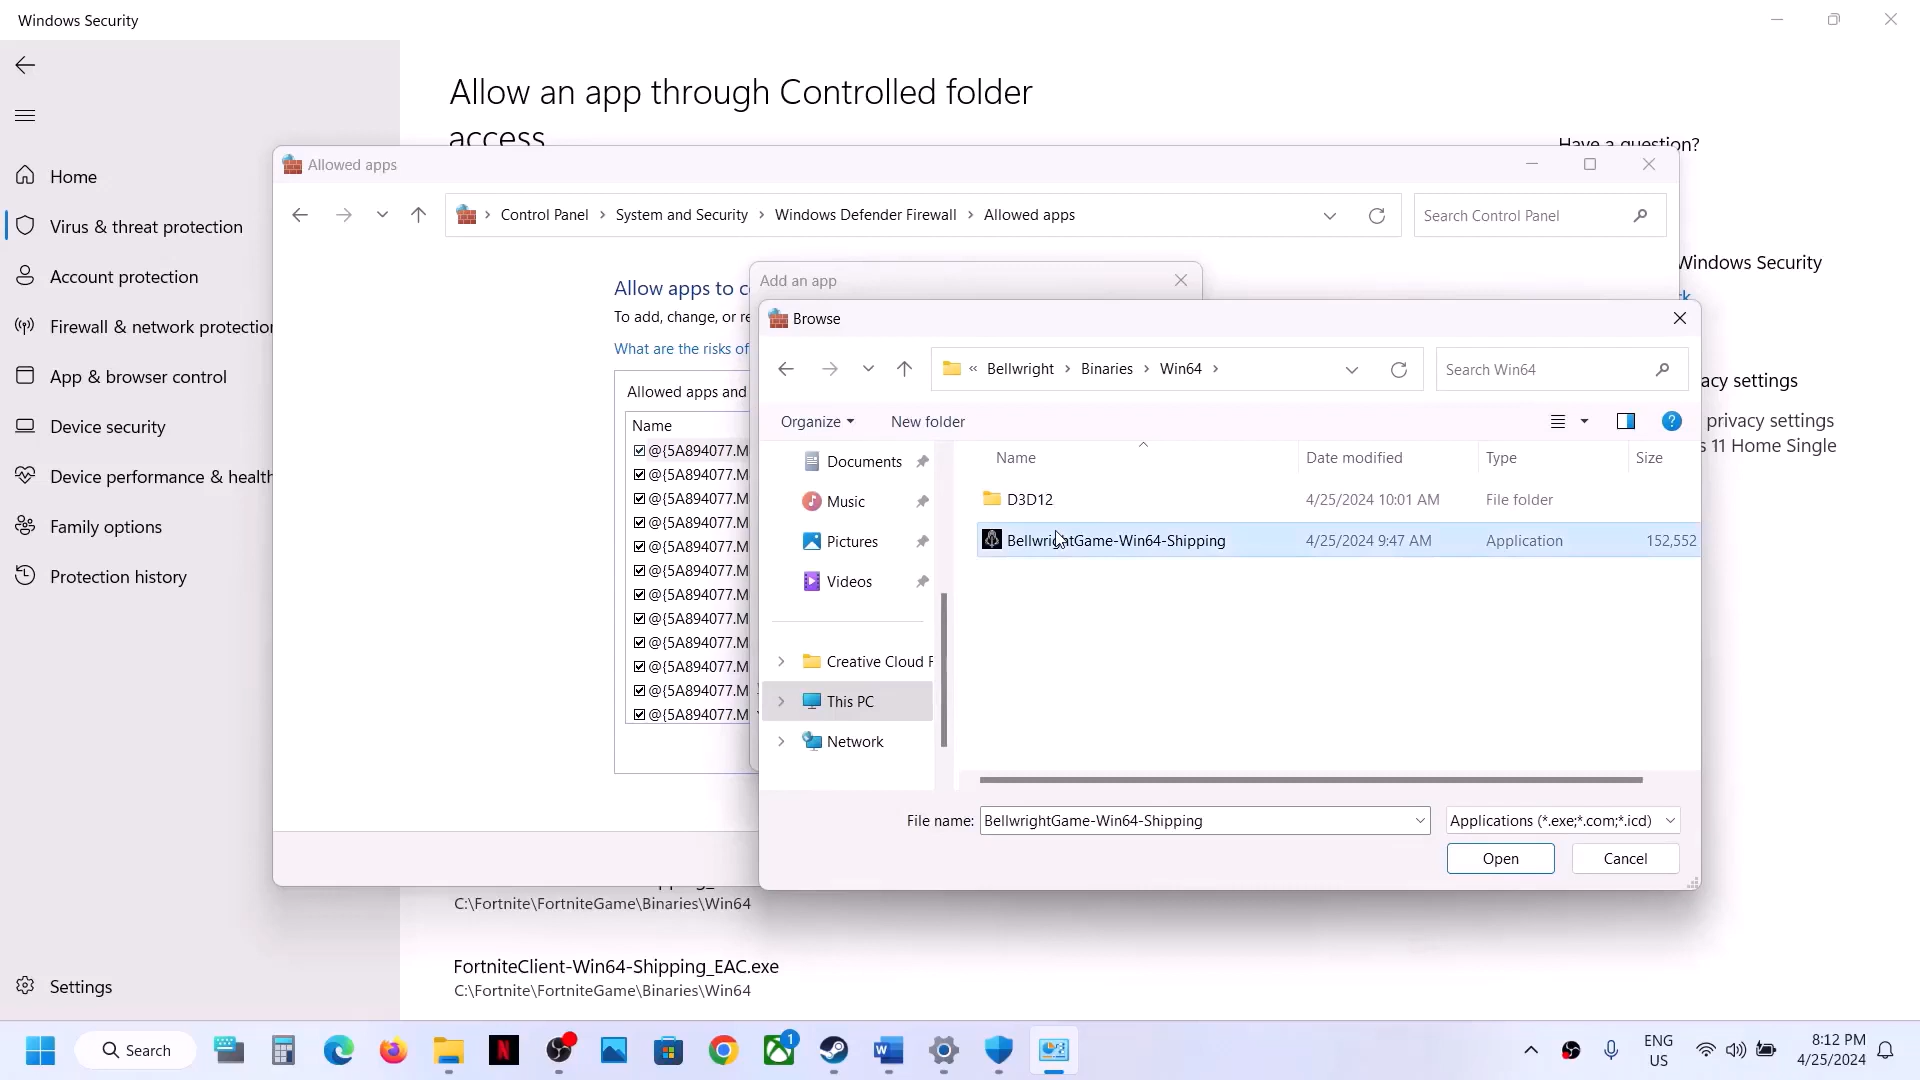 Windows Security
Allow an app through Controlled folder
access
Have a question?
Home
Virus & threat protection
Account protection
Firewall & network protection
App & browser control
Device security
Device performance & health
Family options
Protection history
Settings
Allowed apps
Control Panel > System and Security > Windows Defender Firewall > Allowed apps
Search Control Panel
Windows Security
Allow apps to c
To add, change, or re
What are the risks of
Allowed apps and
Name
@{5A894077.M
@{5A894077.M
@{5A894077.M
@{5A894077.M
@{5A894077.M
@{5A894077.M
@{5A894077.M
@{5A894077.M
@{5A894077.M
@{5A894077.M
@{5A894077.M
@{5A894077.M
Add an app
Browse
« Bellwright > Binaries > Win64 >
Search Win64
acy settings
privacy settings
s 11 Home Single
Organize
New folder
Documents
Music
Pictures
Videos
Creative Cloud F
This PC
Network
Name
Date modified
Type
Size
D3D12
4/25/2024 10:01 AM
File folder
BellwrightGame-Win64-Shipping
4/25/2024 9:47 AM
Application
152,552
File name:
BellwrightGame-Win64-Shipping
Applications (*.exe;*.com;*.icd)
Open
Cancel
C:\Fortnite\FortniteGame\Binaries\Win64
FortniteClient-Win64-Shipping_EAC.exe
C:\Fortnite\FortniteGame\Binaries\Win64
Search
1
ENG
US
8:12 PM
4/25/2024